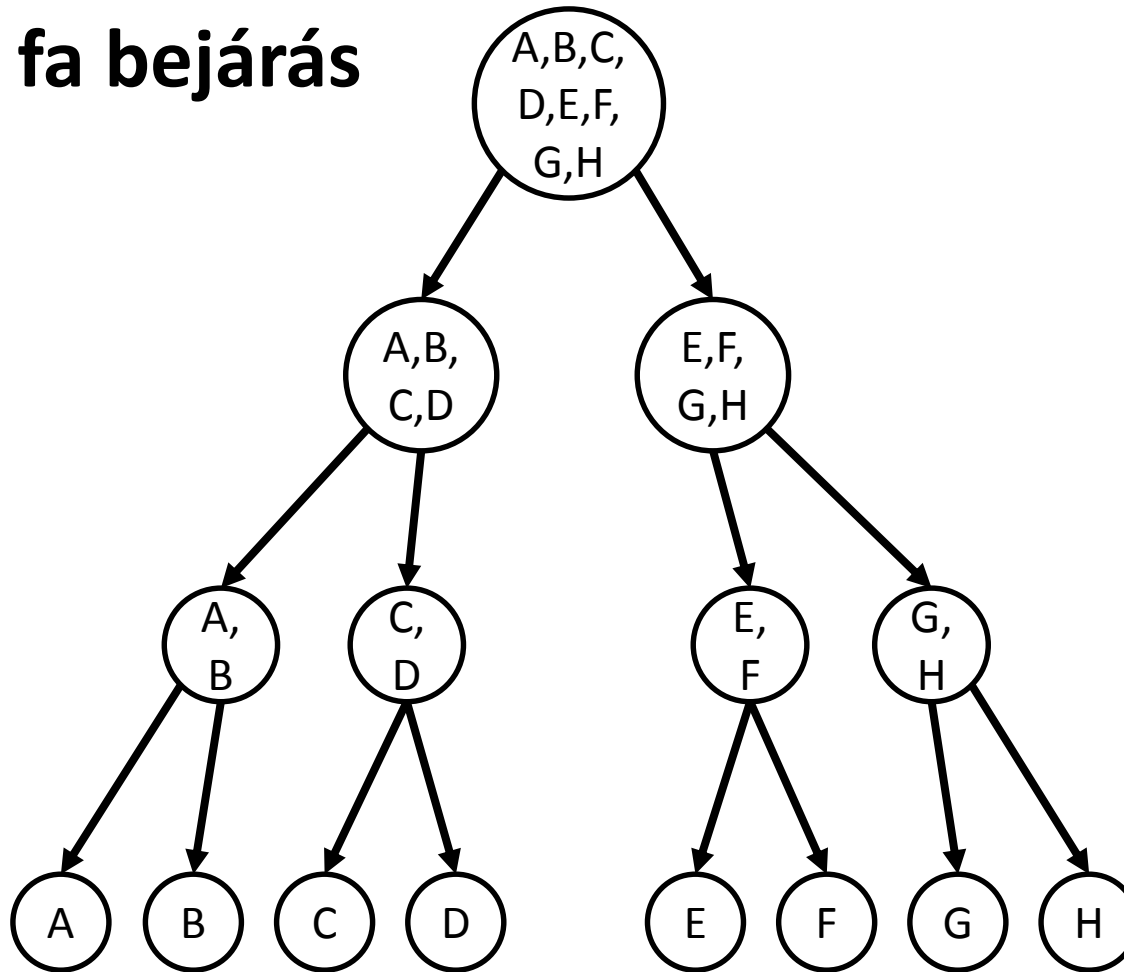 fa bejárás
A,B,C,
D,E,F,
G,H
A,B,
C,D
E,F,
G,H
A,
B
C,
D
E,
F
G,
H
A
B
C
D
E
F
G
H